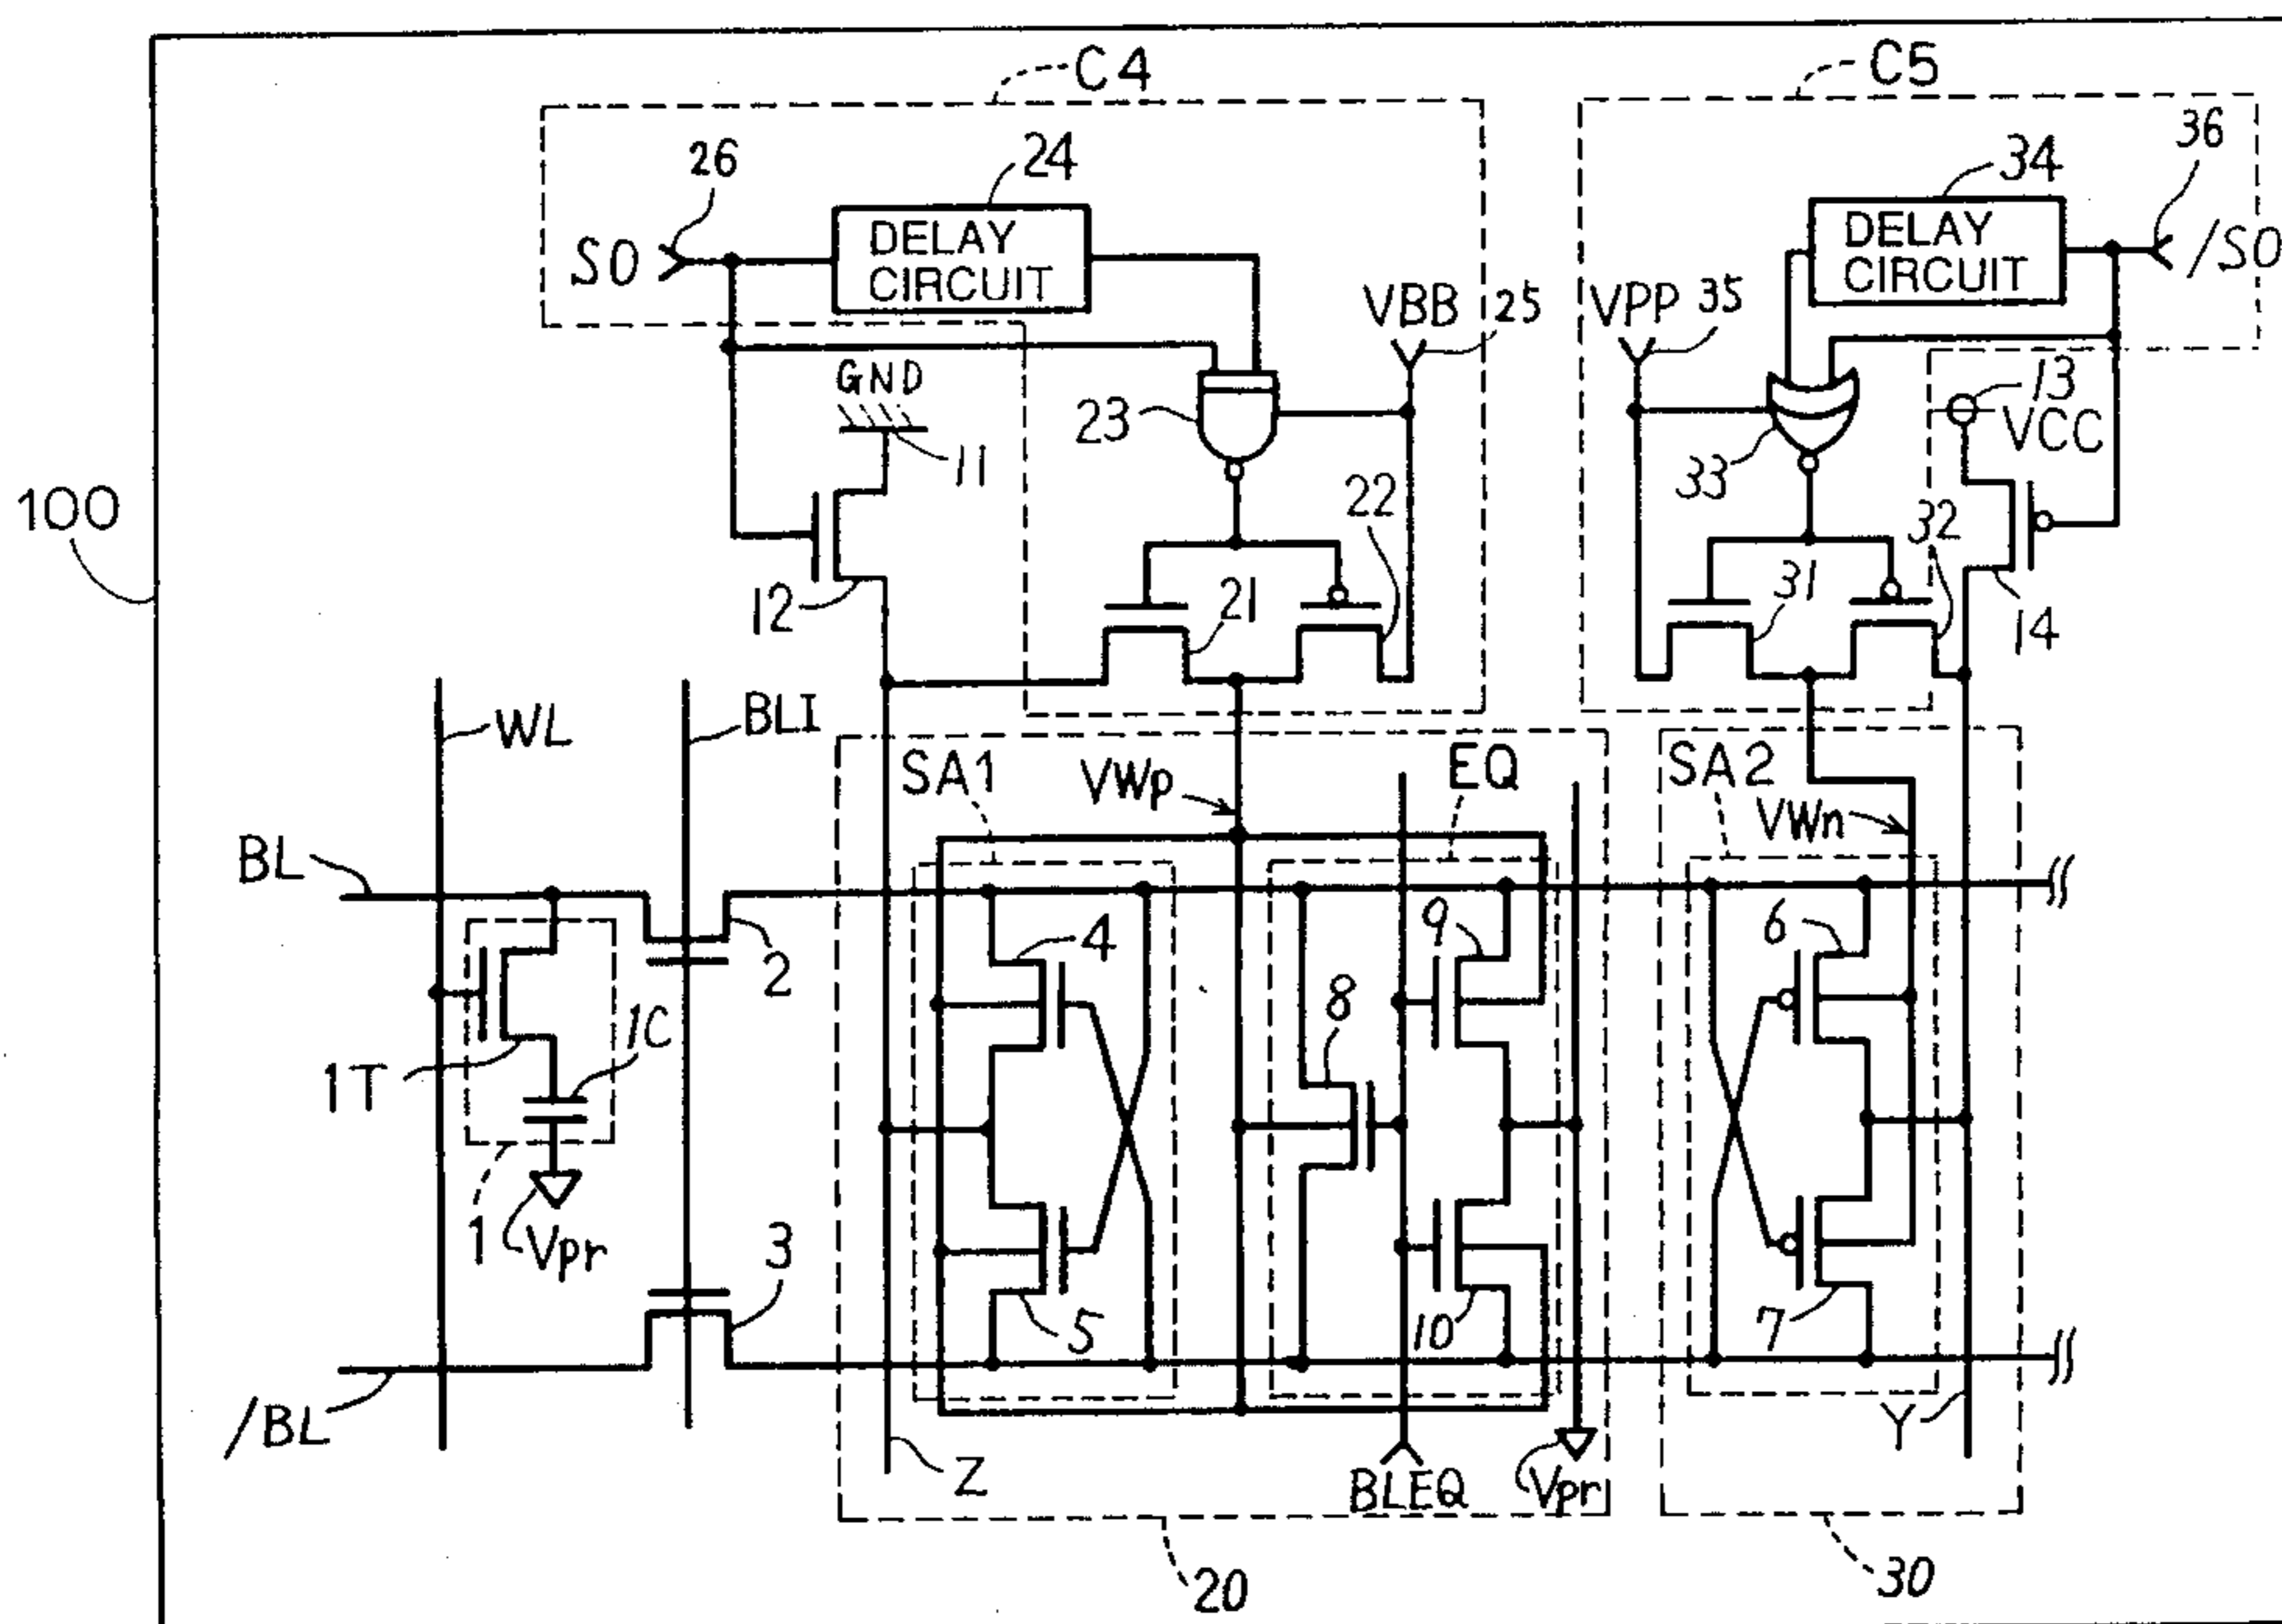 C4
C5
26
24
34
36
SO
DELAY
CIRCUIT
DELAY
CIRCUIT
/SO
VBB
25
VPP
35
GND
11
23
13
VCC
33
22
32
100
12
21
31
14
WL
BLI
SA1
VWp
EQ
SA2
VWn
BL
4
9
6
2
8
1C
1T
1
Vpr
3
5
10
7
/BL
Z
BLEQ
Vpr
Y
20
30